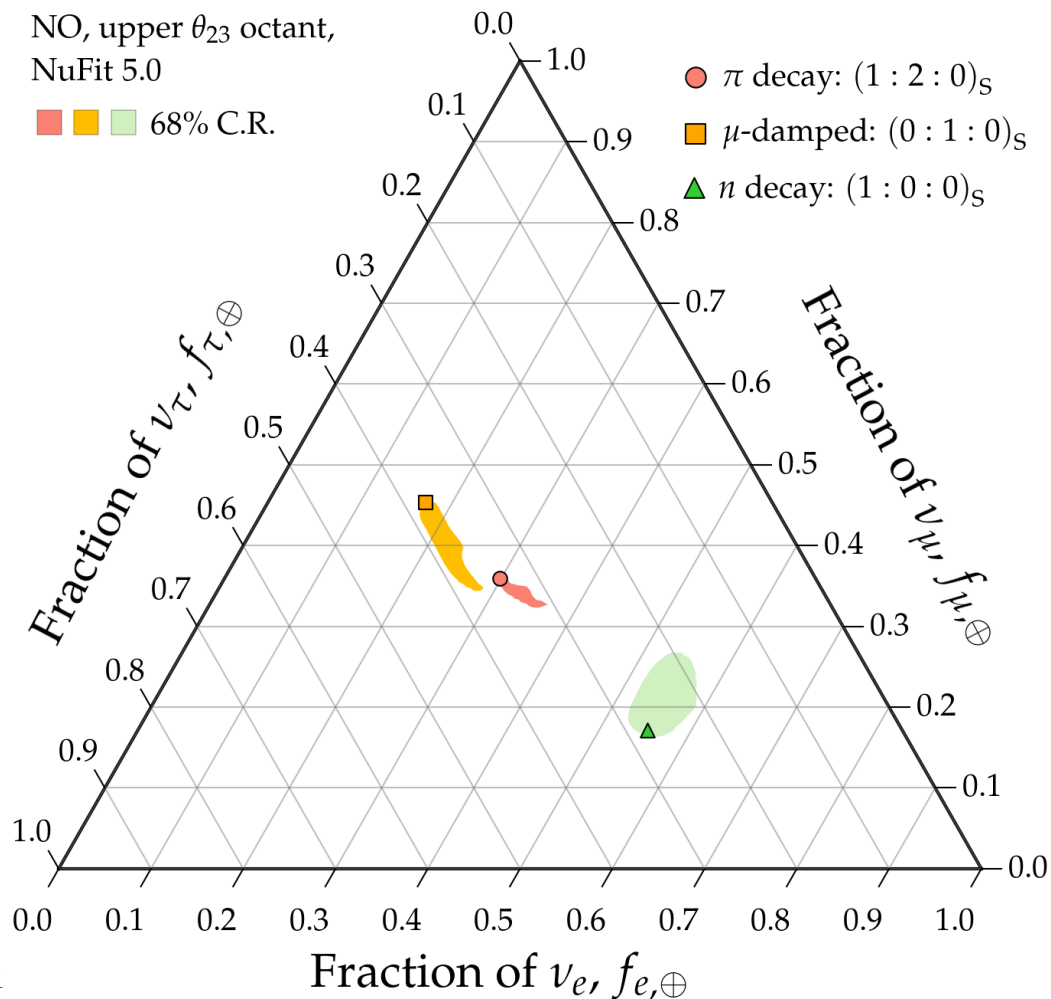 NO, upper θ₂₃ octant,
NuFit 5.0
68% C.R.
π decay: (1 : 2 : 0)S
μ-damped: (0 : 1 : 0)S
n decay: (1 : 0 : 0)S
0.0
0.1
0.2
0.3
0.4
0.5
0.6
0.7
0.8
0.9
1.0
Fraction of ντ, fτ,⊕
1.0
0.9
0.8
0.7
0.6
0.5
0.4
0.3
0.2
0.1
0.0
Fraction of νμ, fμ,⊕
0.0 0.1 0.2 0.3 0.4 0.5 0.6 0.7 0.8 0.9 1.0
Fraction of νe, fe,⊕